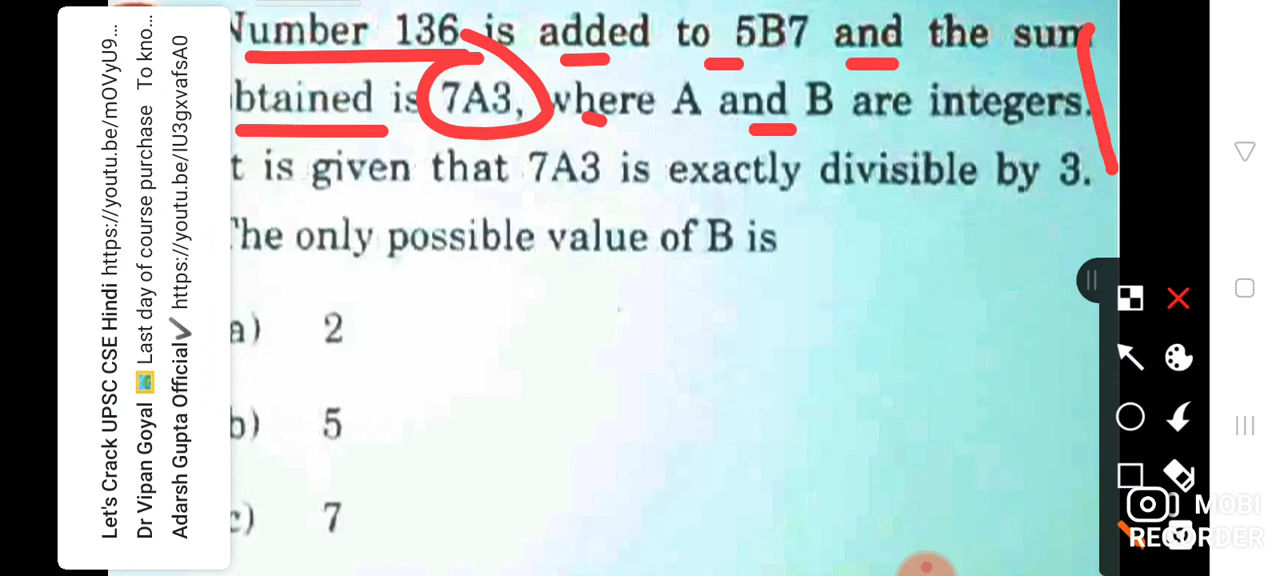 Number 136 is added to 5B7 and the sum
btained is 7A3, where A and B are integers.
t is given that 7A3 is exactly divisible by 3.
The only possible value of B is
a) 2
b) 5
c) 7
Let's Crack UPSC CSE Hindi https://youtu.be/mOVyU9...
Dr Vipan Goyal 🖼️ Last day of course purchase To kno...
Adarsh Gupta Official✔ https://youtu.be/IU3gxvafsA0
MOBI
RECORDER